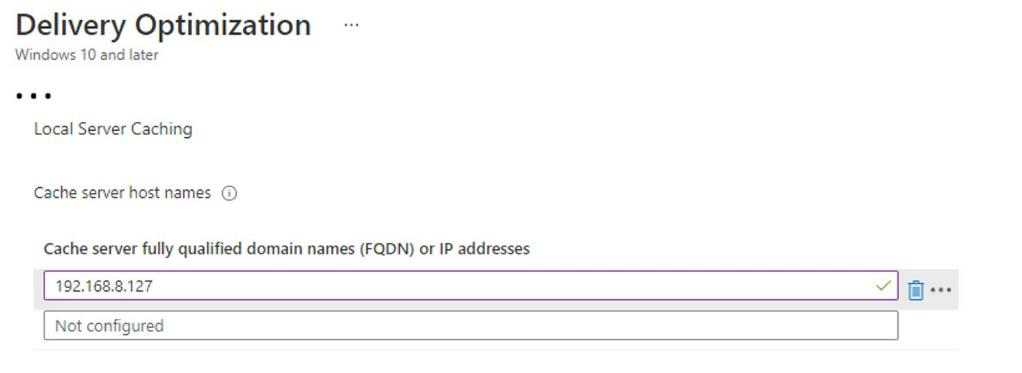 Delivery Optimization ...
Windows 10 and later
...
Local Server Caching
Cache server host names
Cache server fully qualified domain names (FQDN) or IP addresses
192.168.8.127
Not configured